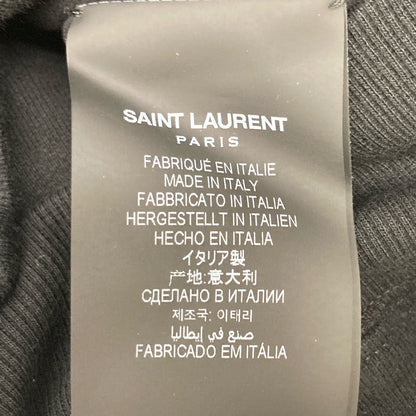 SAINT LAURENT
PARIS
FABRIQUÉ EN ITALIE
MADE IN ITALY
FABBRICATO IN ITALIA
HERGESTELLT IN ITALIEN
HECHO EN ITALIA
イタリア製
产地:意大利
СДЕЛАНО В ИТАЛИИ
제조국: 이태리
صنع في إيطاليا
FABRICADO EM ITÁLIA